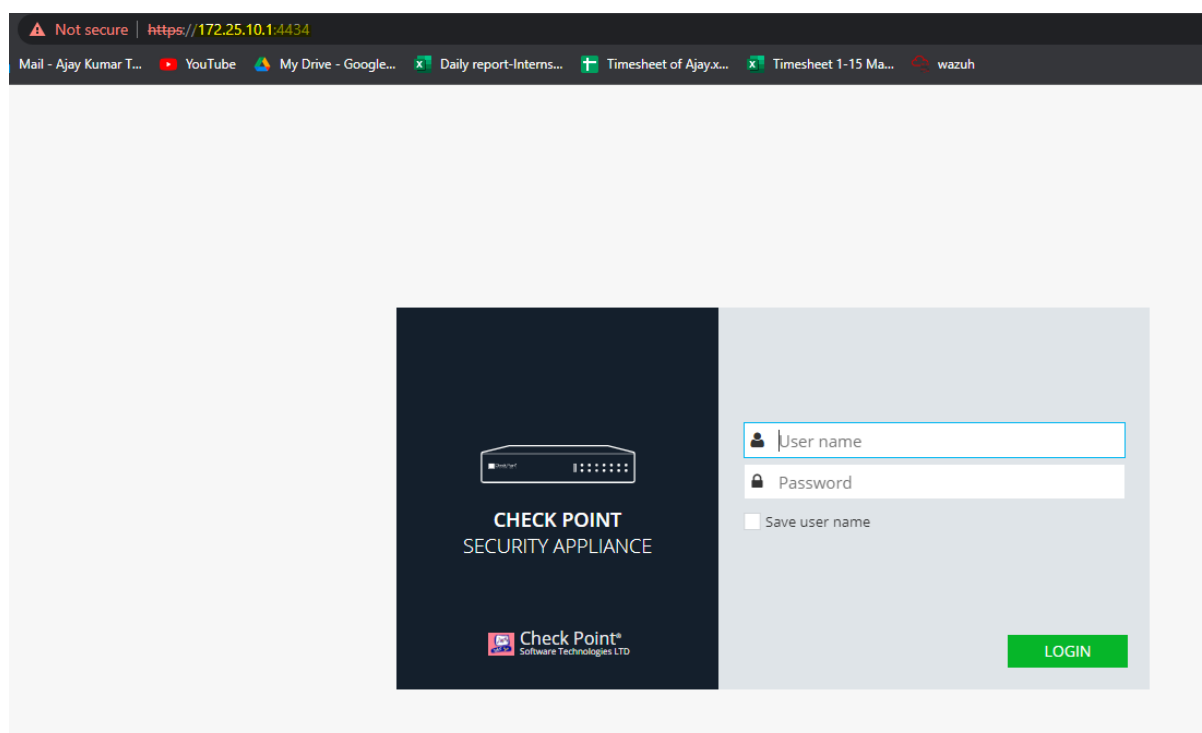 Not secure | https://172.25.10.1:4434
Mail - Ajay Kumar T... YouTube My Drive - Google... Daily report-Interns... Timesheet of Ajay.x... Timesheet 1-15 Ma... wazuh
User name
Password
Save user name
CHECK POINT
SECURITY APPLIANCE
Check Point®
Software Technologies LTD
LOGIN